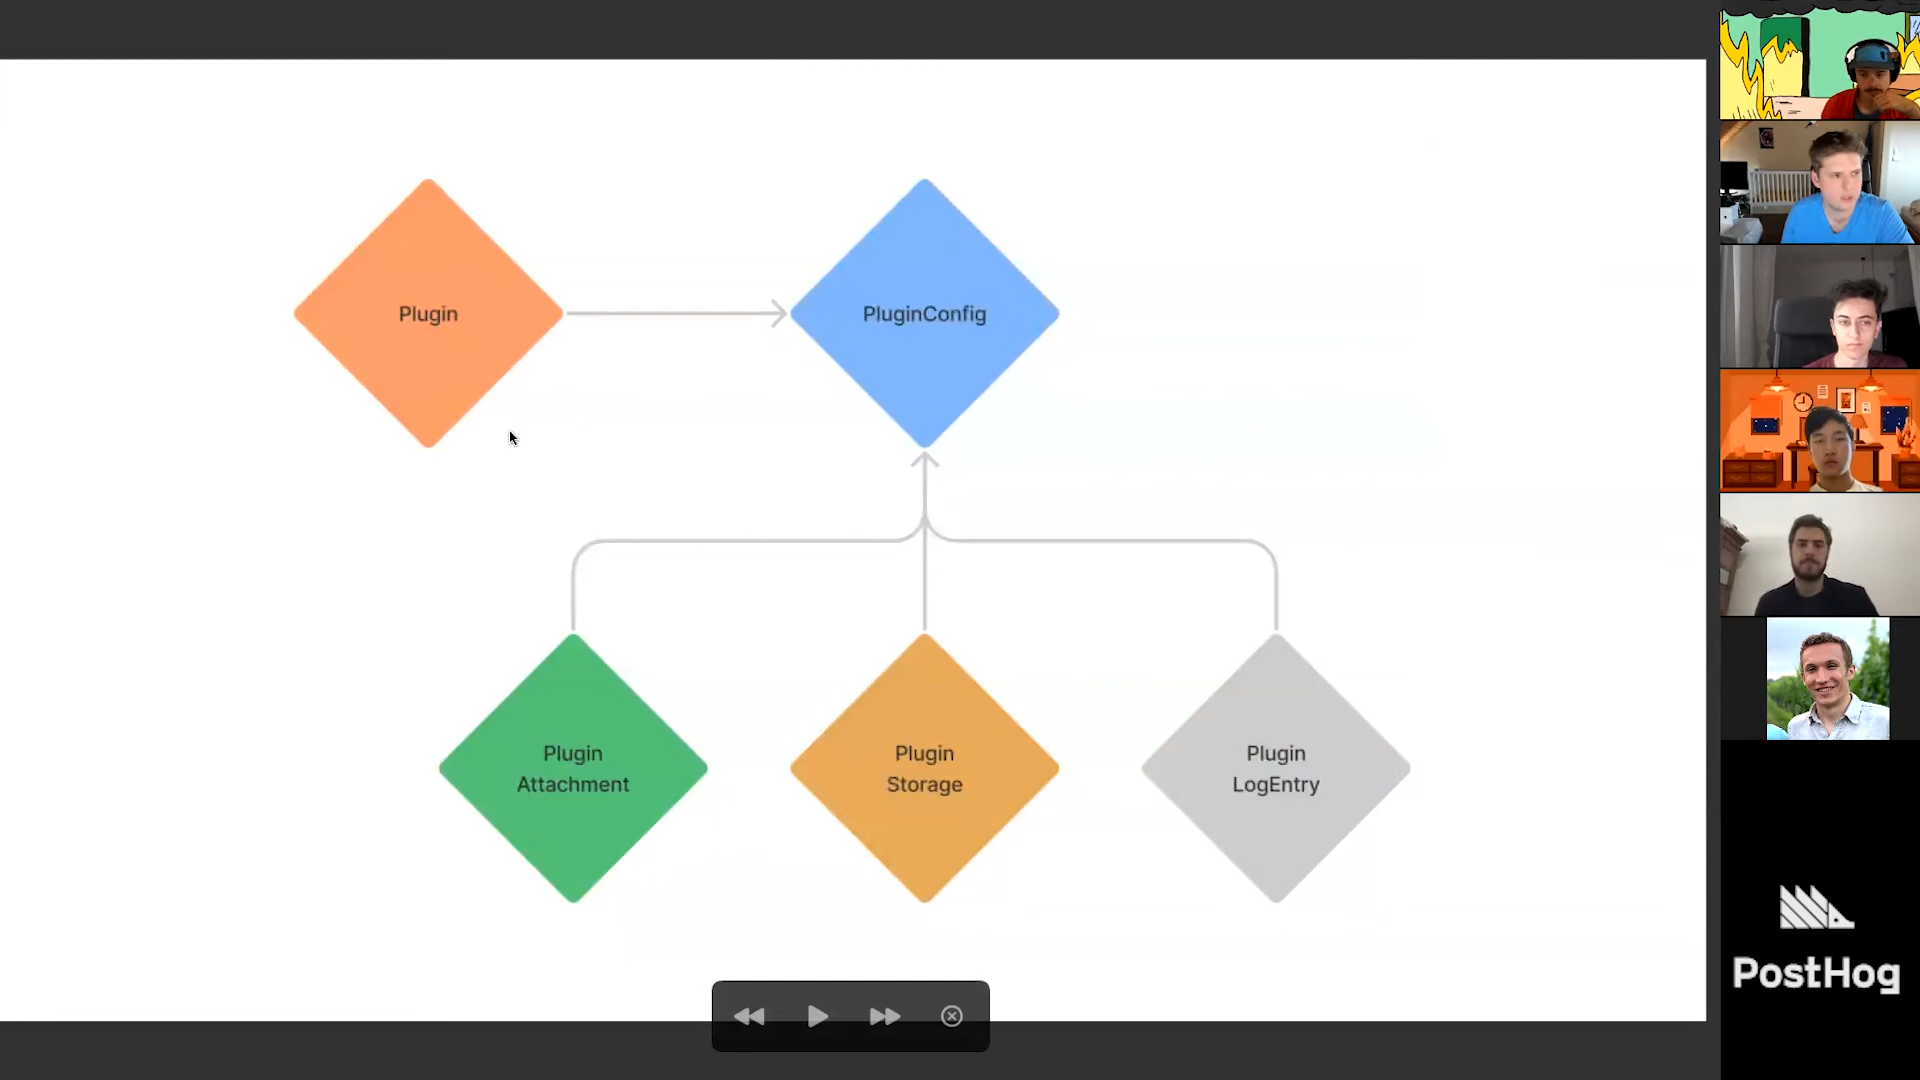 Plugin
PluginConfig
Plugin
Attachment
Plugin
Storage
Plugin
LogEntry
PostHog